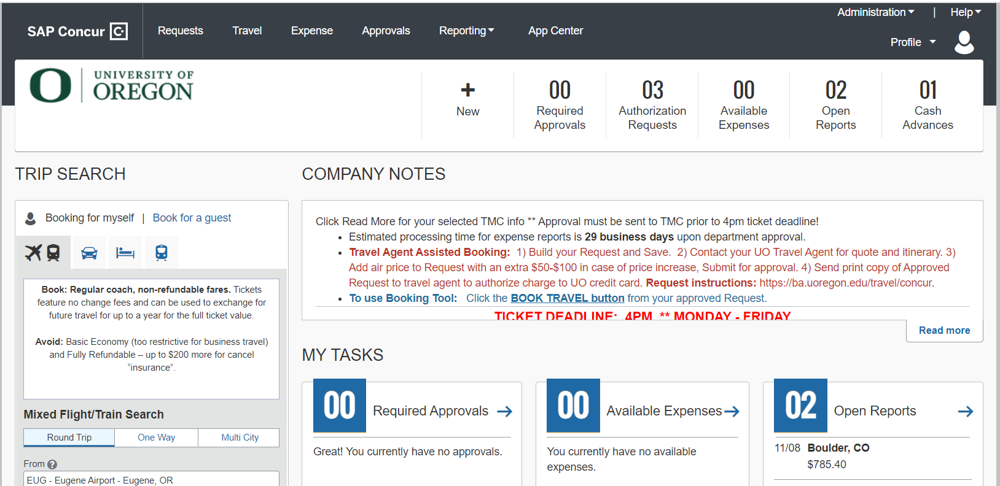 Administration | Help
SAP Concur C. Requests Travel Expense Approvals Reporting App Center
Profile
UNIVERSITY OF
OREGON
+
New
00
Required
Approvals
03
Authorization
Requests
00
Available
Expenses
02
Open
Reports
01
Cash
Advances
TRIP SEARCH
Booking for myself | Book for a guest
Book: Regular coach, non-refundable fares. Tickets
feature no change fees and can be used to exchange for
future travel for up to a year for the full ticket value.
Avoid: Basic Economy (too restrictive for business travel)
and Fully Refundable – up to $200 more for cancel
“insurance”.
Mixed Flight/Train Search
Round Trip One Way Multi City
From ?
EUG - Eugene Airport - Eugene, OR
COMPANY NOTES
Click Read More for your selected TMC info ** Approval must be sent to TMC prior to 4pm ticket deadline!
• Estimated processing time for expense reports is 29 business days upon department approval.
• Travel Agent Assisted Booking: 1) Build your Request and Save. 2) Contact your UO Travel Agent for quote and itinerary. 3)
Add air price to Request with an extra $50-$100 in case of price increase, Submit for approval. 4) Send print copy of Approved
Request to travel agent to authorize charge to UO credit card. Request instructions: https://ba.uoregon.edu/travel/concur.
• To use Booking Tool: Click the BOOK TRAVEL button from your approved Request.
TICKET DEADLINE: 4PM ** MONDAY - FRIDAY
Read more
MY TASKS
00 Required Approvals →
Great! You currently have no approvals.
00 Available Expenses →
You currently have no available
expenses.
02 Open Reports →
11/08 Boulder, CO
$785.40